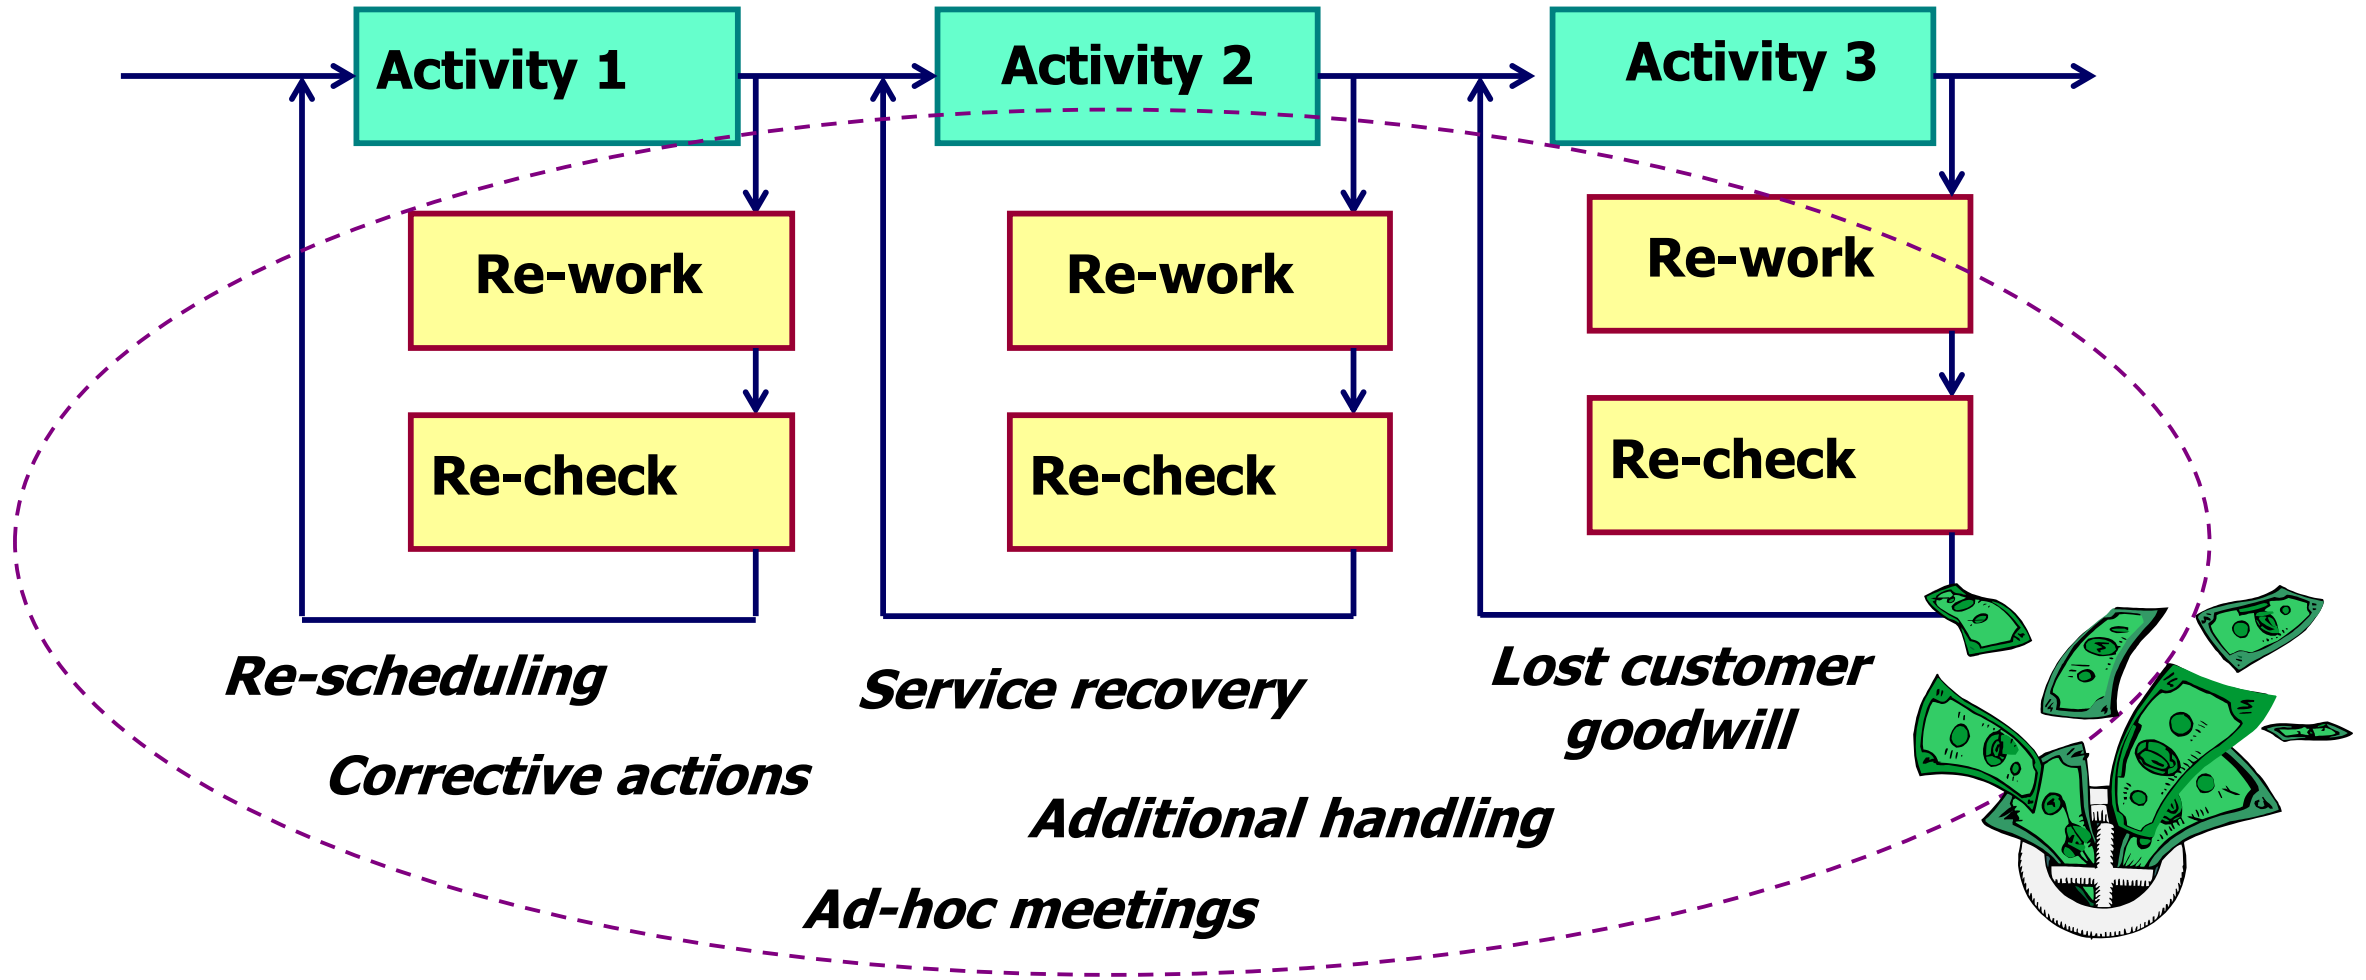 Activity 1
Activity 2
Activity 3
Re-work
Re-work
Re-work
Re-check
Re-check
Re-check
Re-scheduling
Service recovery
Lost customer
goodwill
Corrective actions
Additional handling
Ad-hoc meetings